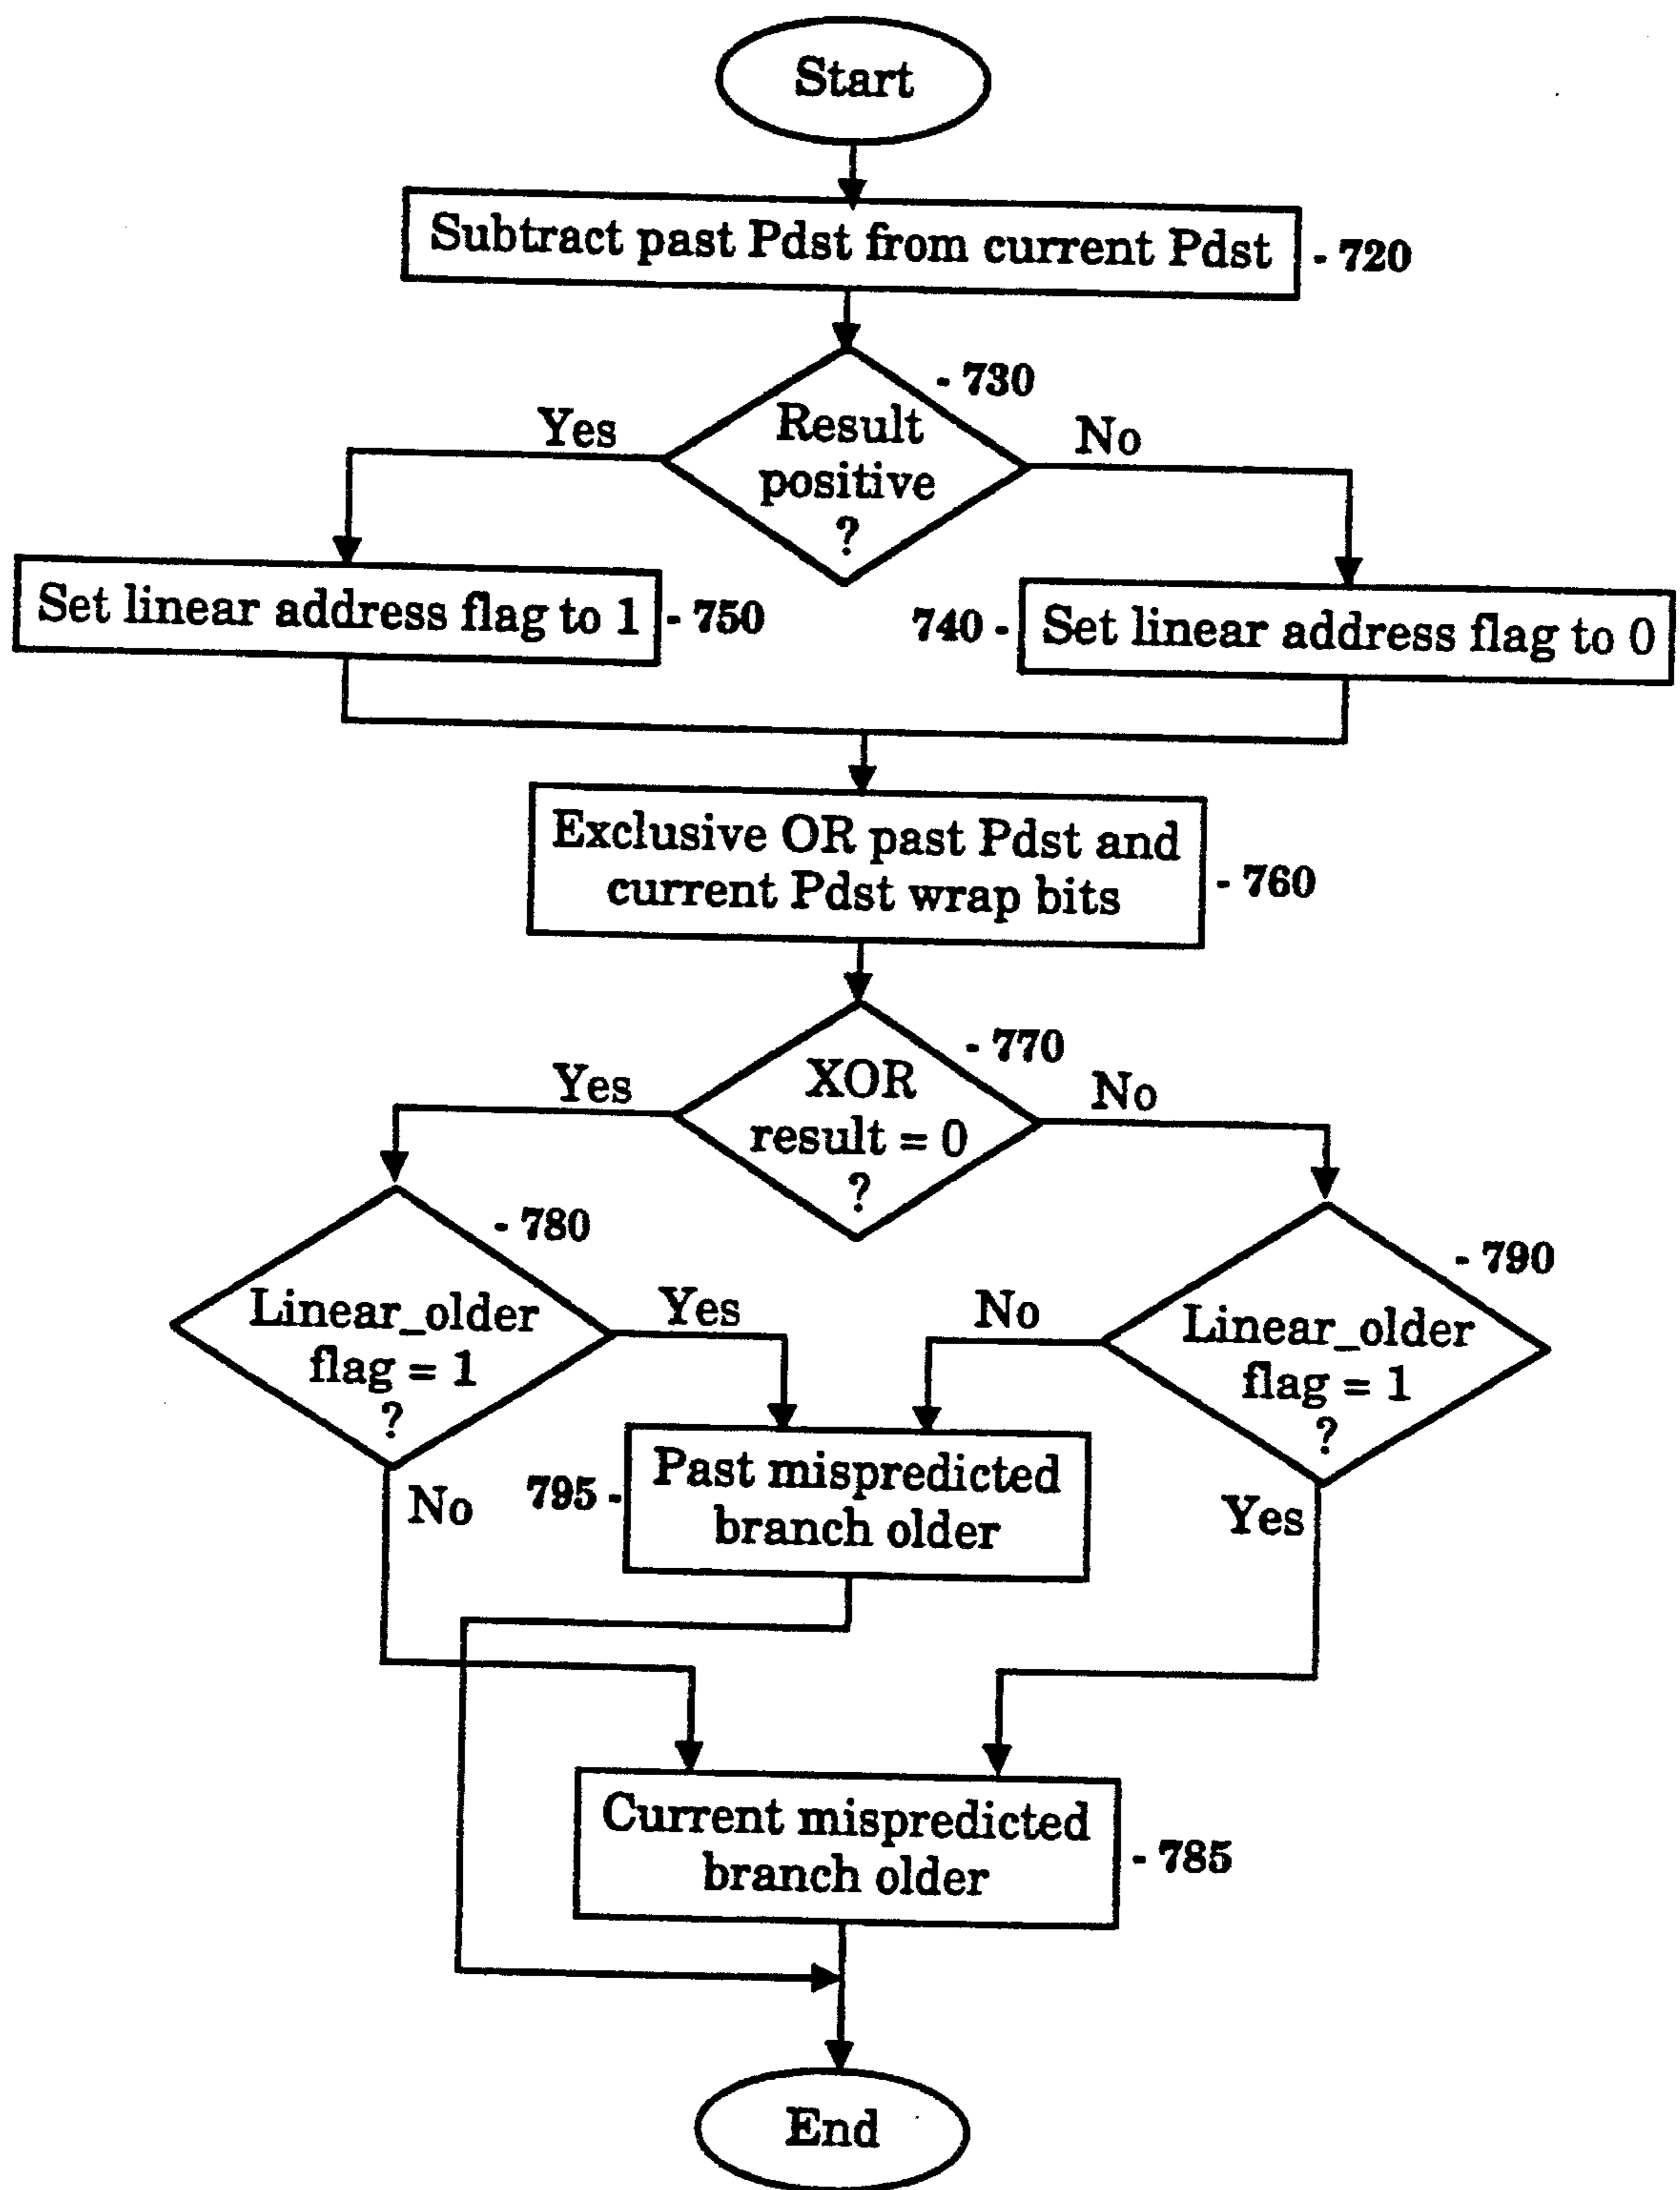 Start
Subtract past Pdst from current Pdst
- 720
- 730
Yes
Result
positive
?
No
Set linear address flag to 1
- 750
740 -
Set linear address flag to 0
Exclusive OR past Pdst and
current Pdst wrap bits
- 760
- 770
Yes
XOR
result = 0
?
No
- 780
Linear_older
flag = 1
?
Yes
No
- 790
No
Linear_older
flag = 1
?
Yes
795 -
Past mispredicted
branch older
Current mispredicted
branch older
- 785
End